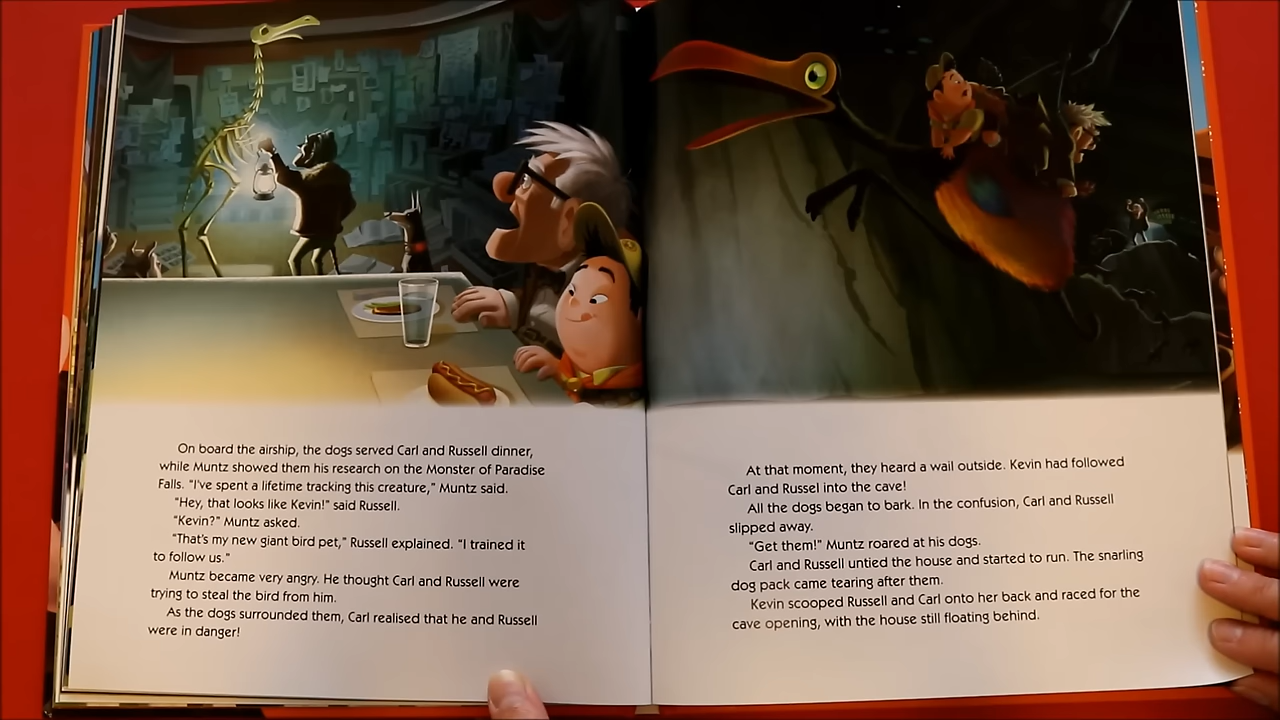 On board the airship, the dogs served Carl and Russell dinner,
while Muntz showed them his research on the Monster of Paradise
Falls. "I've spent a lifetime tracking this creature," Muntz said.
"Hey, that looks like Kevin!" said Russell.
"Kevin?" Muntz asked.
"That's my new giant bird pet," Russell explained. "I trained it
to follow us."
Muntz became very angry. He thought Carl and Russell were
trying to steal the bird from him.
As the dogs surrounded them, Carl realised that he and Russell
were in danger!
At that moment, they heard a wail outside. Kevin had followed
Carl and Russel into the cave!
All the dogs began to bark. In the confusion, Carl and Russell
slipped away.
"Get them!" Muntz roared at his dogs.
Carl and Russell untied the house and started to run. The snarling
dog pack came tearing after them.
Kevin scooped Russell and Carl onto her back and raced for the
cave opening, with the house still floating behind.